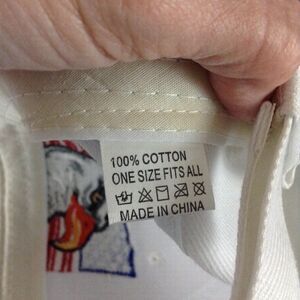 100% COTTON
ONE SIZE FITS ALL
MADE IN CHINA